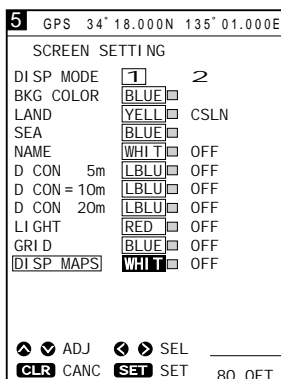 5 GPS 34°18.000N 135°01.000E
SCREEN SETTING
DISP MODE 1 2
BKG COLOR BLUE
LAND YELL CSLN
SEA BLUE
NAME WHIT OFF
D CON 5m LBLU OFF
D CON=10m LBLU OFF
D CON 20m LBLU OFF
LIGHT RED OFF
GRID BLUE OFF
DISP MAPS WHIT OFF
ADJ SEL
CLR CANC SET SET 80.0FT